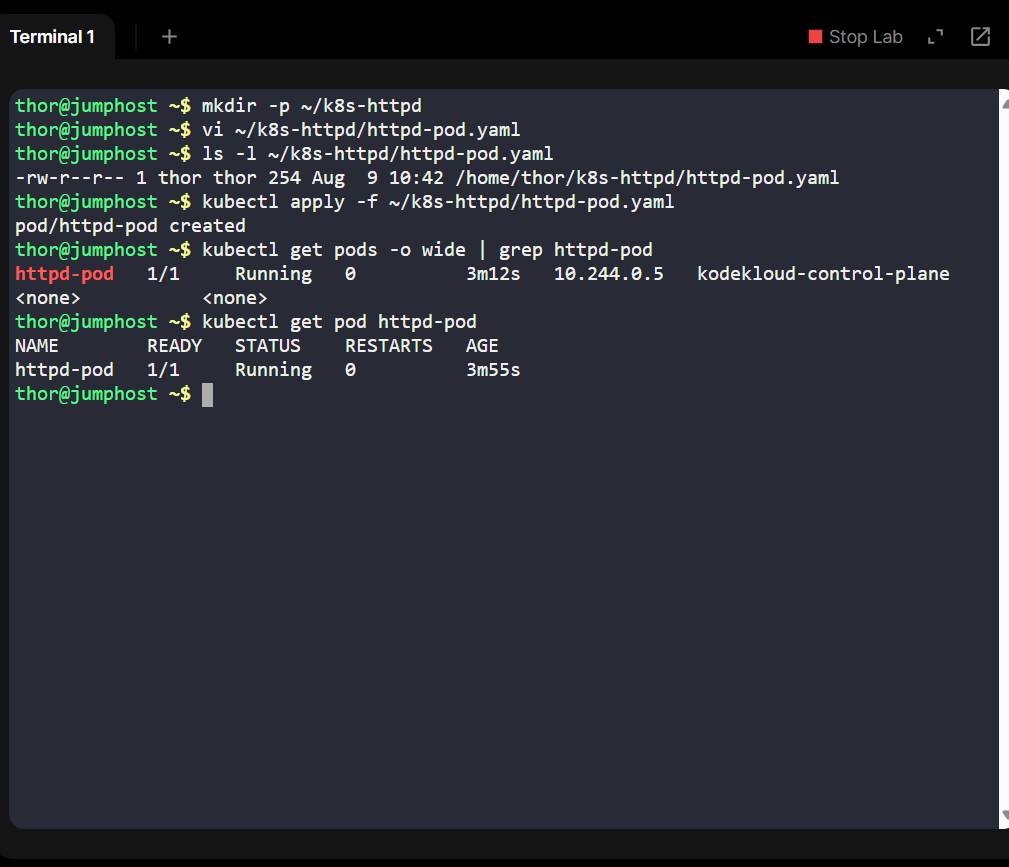 Terminal 1 + Stop Lab
thor@jumphost ~$ mkdir -p ~/k8s-httpd
thor@jumphost ~$ vi ~/k8s-httpd/httpd-pod.yaml
thor@jumphost ~$ ls -l ~/k8s-httpd/httpd-pod.yaml
-rw-r--r-- 1 thor thor 254 Aug  9 10:42 /home/thor/k8s-httpd/httpd-pod.yaml
thor@jumphost ~$ kubectl apply -f ~/k8s-httpd/httpd-pod.yaml
pod/httpd-pod created
thor@jumphost ~$ kubectl get pods -o wide | grep httpd-pod
httpd-pod   1/1     Running   0          3m12s   10.244.0.5   kodekloud-control-plane
<none>           <none>
thor@jumphost ~$ kubectl get pod httpd-pod
NAME        READY   STATUS    RESTARTS   AGE
httpd-pod   1/1     Running   0          3m55s
thor@jumphost ~$